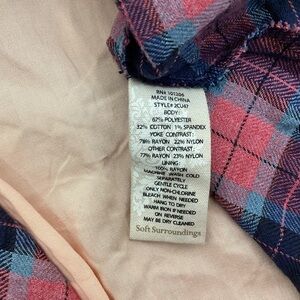 RN# 101206
MADE IN CHINA
STYLE# 2CU47
BODY:
67% POLYESTER
32% COTTON 1% SPANDEX
YOKE CONTRAST:
78% RAYON 22% NYLON
OTHER CONTRAST:
77% RAYON 23% NYLON
LINING:
100% RAYON
MACHINE WASH COLD
SEPARATELY
GENTLE CYCLE
ONLY NON-CHLORINE
BLEACH WHEN NEEDED
HANG TO DRY
WARM IRON IF NEEDED
ON REVERSE
MAY BE DRY CLEANED
Soft Surroundings